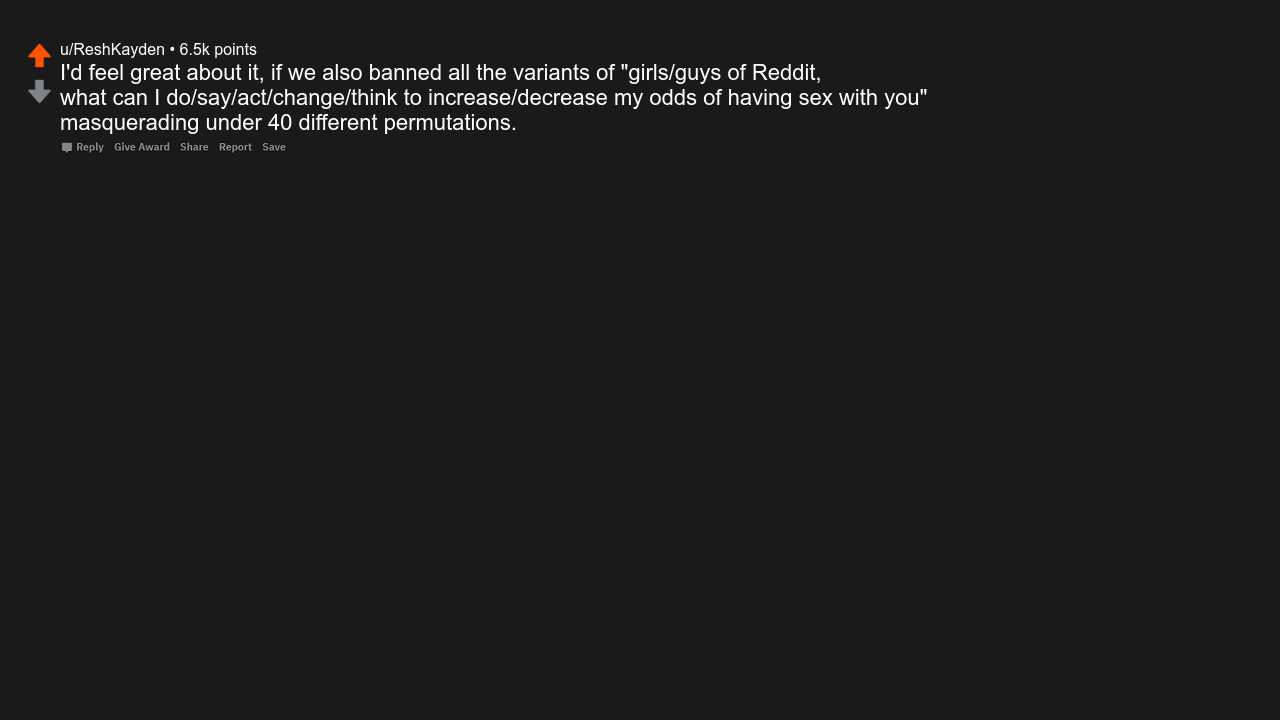 u/ReshKayden • 6.5k points
I'd feel great about it, if we also banned all the variants of "girls/guys of Reddit,
what can I do/say/act/change/think to increase/decrease my odds of having sex with you"
masquerading under 40 different permutations.
Reply Give Award Share Report Save